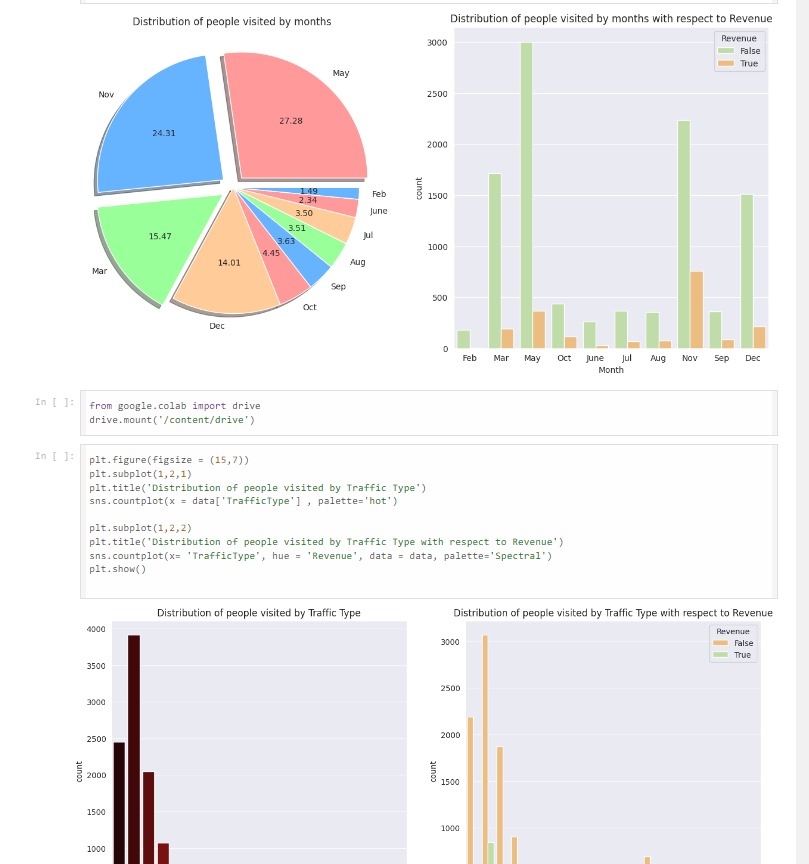 Distribution of people visited by months
May
27.28
Nov
24.31
Mar
15.47
Dec
14.01
Oct
4.45
Sep
3.63
Aug
3.51
Jul
3.50
June
2.34
Feb
1.49
Distribution of people visited by months with respect to Revenue
Revenue
False
True
3000
2500
2000
1500
1000
500
0
count
Feb Mar May Oct June Jul Aug Nov Sep Dec
Month
In [ ]:
from google.colab import drive
drive.mount('/content/drive')
In [ ]:
plt.figure(figsize = (15,7))
plt.subplot(1,2,1)
plt.title('Distribution of people visited by Traffic Type')
sns.countplot(x = data['TrafficType'] , palette='hot')
plt.subplot(1,2,2)
plt.title('Distribution of people visited by Traffic Type with respect to Revenue')
sns.countplot(x= 'TrafficType', hue = 'Revenue', data = data, palette='Spectral')
plt.show()
Distribution of people visited by Traffic Type
4000
3500
3000
2500
2000
1500
1000
count
Distribution of people visited by Traffic Type with respect to Revenue
Revenue
False
True
3000
2500
2000
1500
1000
count